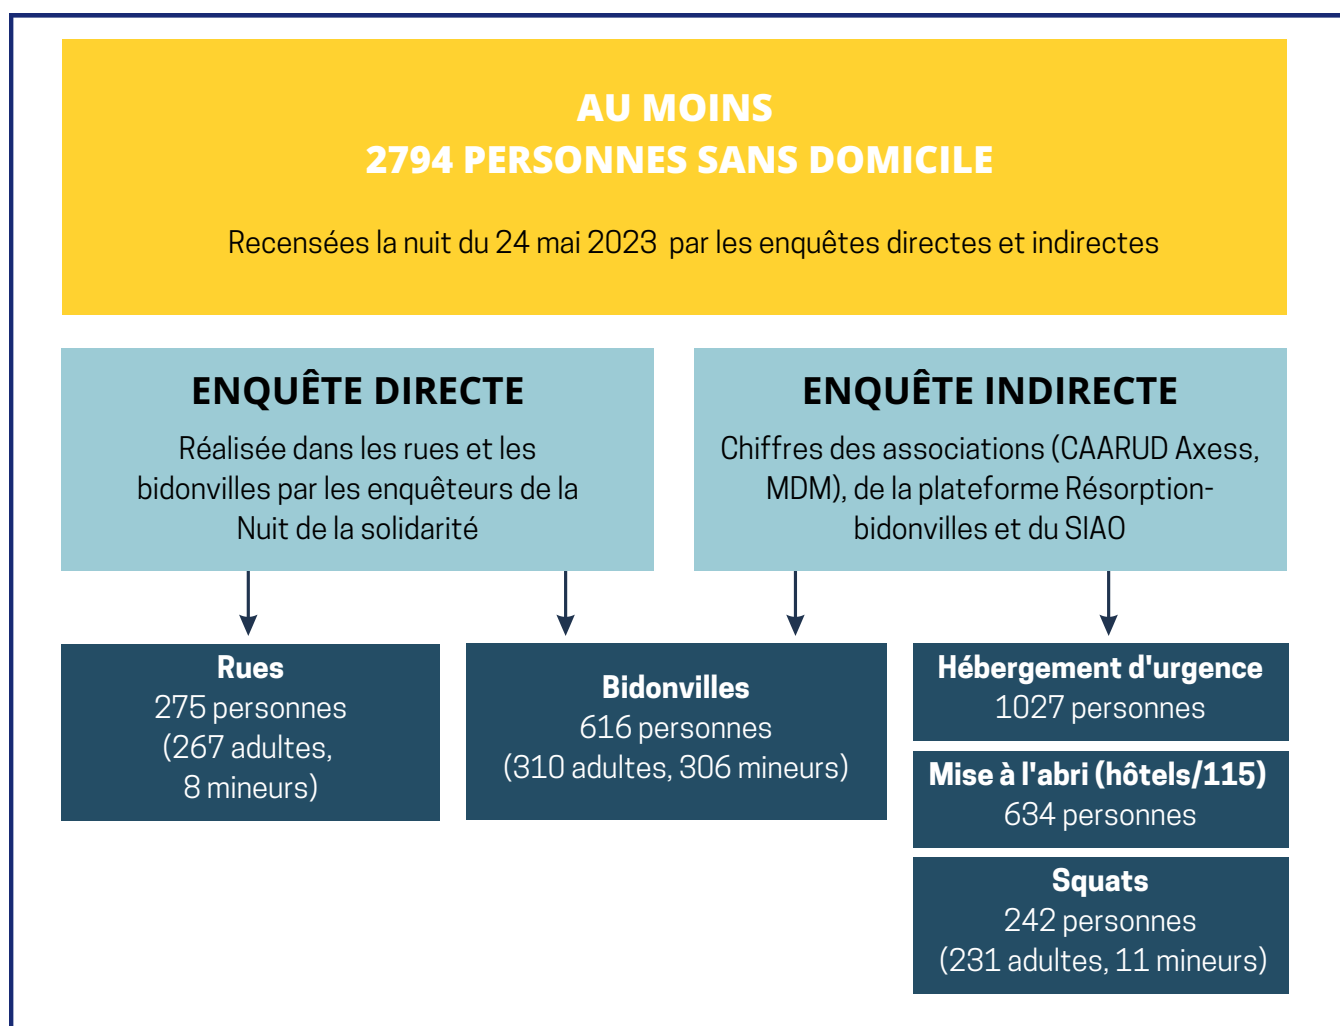 AU MOINS
2794 PERSONNES SANS DOMICILE
Recensées la nuit du 24 mai 2023 par les enquêtes directes et indirectes
ENQUÊTE DIRECTE
Réalisée dans les rues et les
bidonvilles par les enquêteurs de la
Nuit de la solidarité
ENQUÊTE INDIRECTE
Chiffres des associations (CAARUD Axess,
MDM), de la plateforme Résorption-
bidonvilles et du SIAO
Rues
275 personnes
(267 adultes,
8 mineurs)
Bidonvilles
616 personnes
(310 adultes, 306 mineurs)
Hébergement d'urgence
1027 personnes
Mise à l'abri (hôtels/115)
634 personnes
Squats
242 personnes
(231 adultes, 11 mineurs)